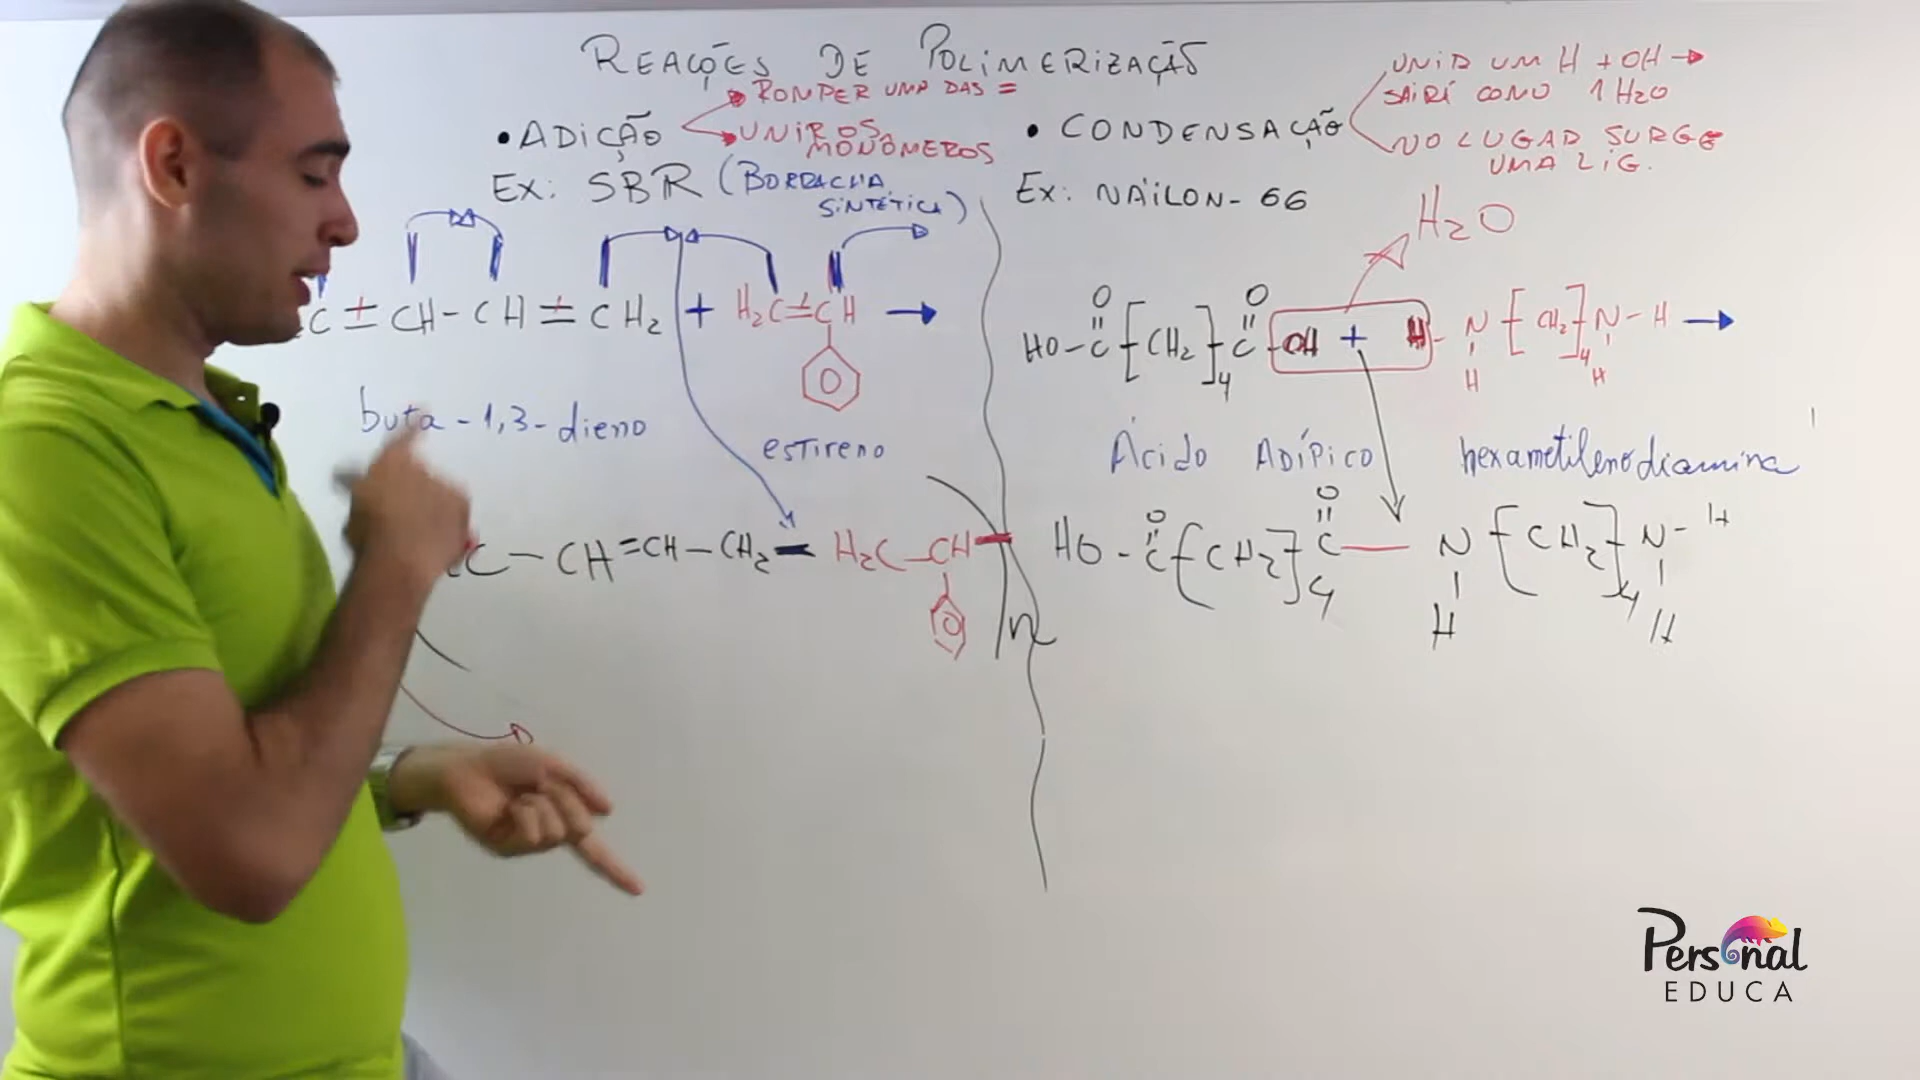 REAÇÕES DE POLIMERIZAÇÃO
• ADIÇÃO
ROMPER UMA DAS =
UNIR OS
MONÔMEROS
EX: SBR (BORRACHA
SINTÉTICA)
C = CH - CH = CH2 + H2C = CH →
buta-1,3-dieno
estireno
C - CH = CH - CH2 - H2C - CH -
n
• CONDENSAÇÃO
UNIR UM H + OH →
SAIRÁ COMO 1 H2O
NO LUGAR SURGE
UMA LIG.
EX: NÁILON-66
H2O
O O
HO-C-[CH2]4-C-OH + H-N-[CH2]4-N-H →
H H
ÁCIDO ADÍPICO
hexametilenodiamina
O O
HO-C-[CH2]4-C-N-[CH2]4-N-H
H H
Personal
EDUCA